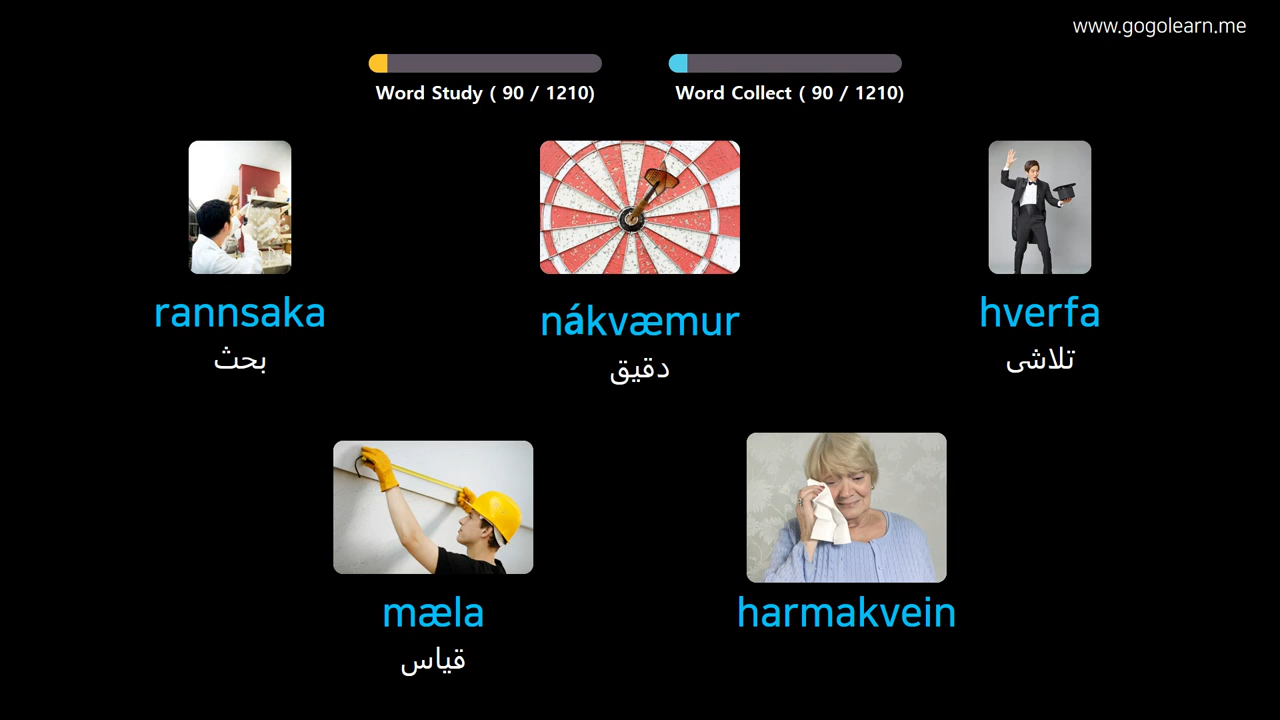 www.gogolearn.me
Word Study ( 90 / 1210)
Word Collect ( 90 / 1210)
rannsaka
بحث
nákvæmur
دقيق
hverfa
تلاشى
mæla
قياس
harmakvein